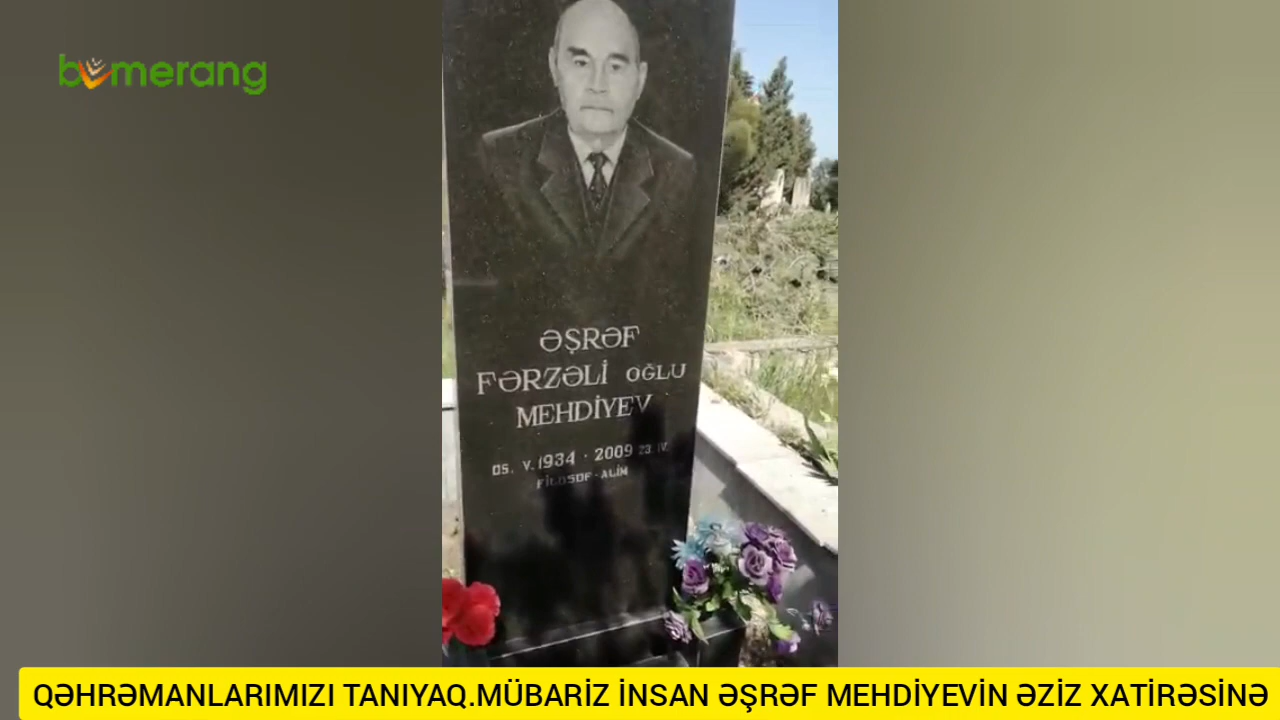 bumerang
ƏŞRƏF
FƏRZƏLİ OĞLU
MEHDİYEV
05. V. 1934 · 2009 23. IV.
FİLOSOF - ALİM
QƏHRƏMANLARIMIZI TANIYAQ.MÜBARİZ İNSAN ƏŞRƏF MEHDİYEVİN ƏZİZ XATİRƏSİNƏ